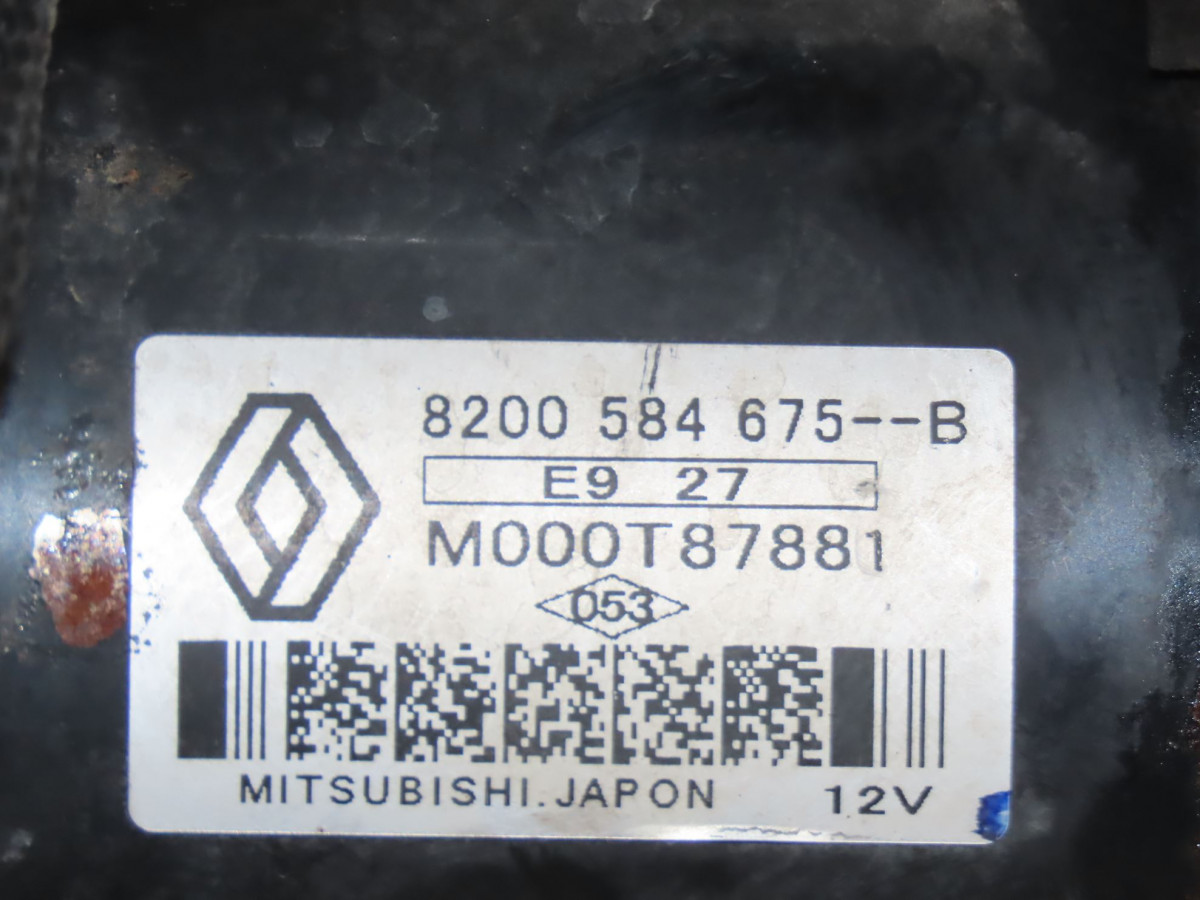 8200 584 675--B
E9 27
M000T87881
053
MITSUBISHI.JAPON 12V